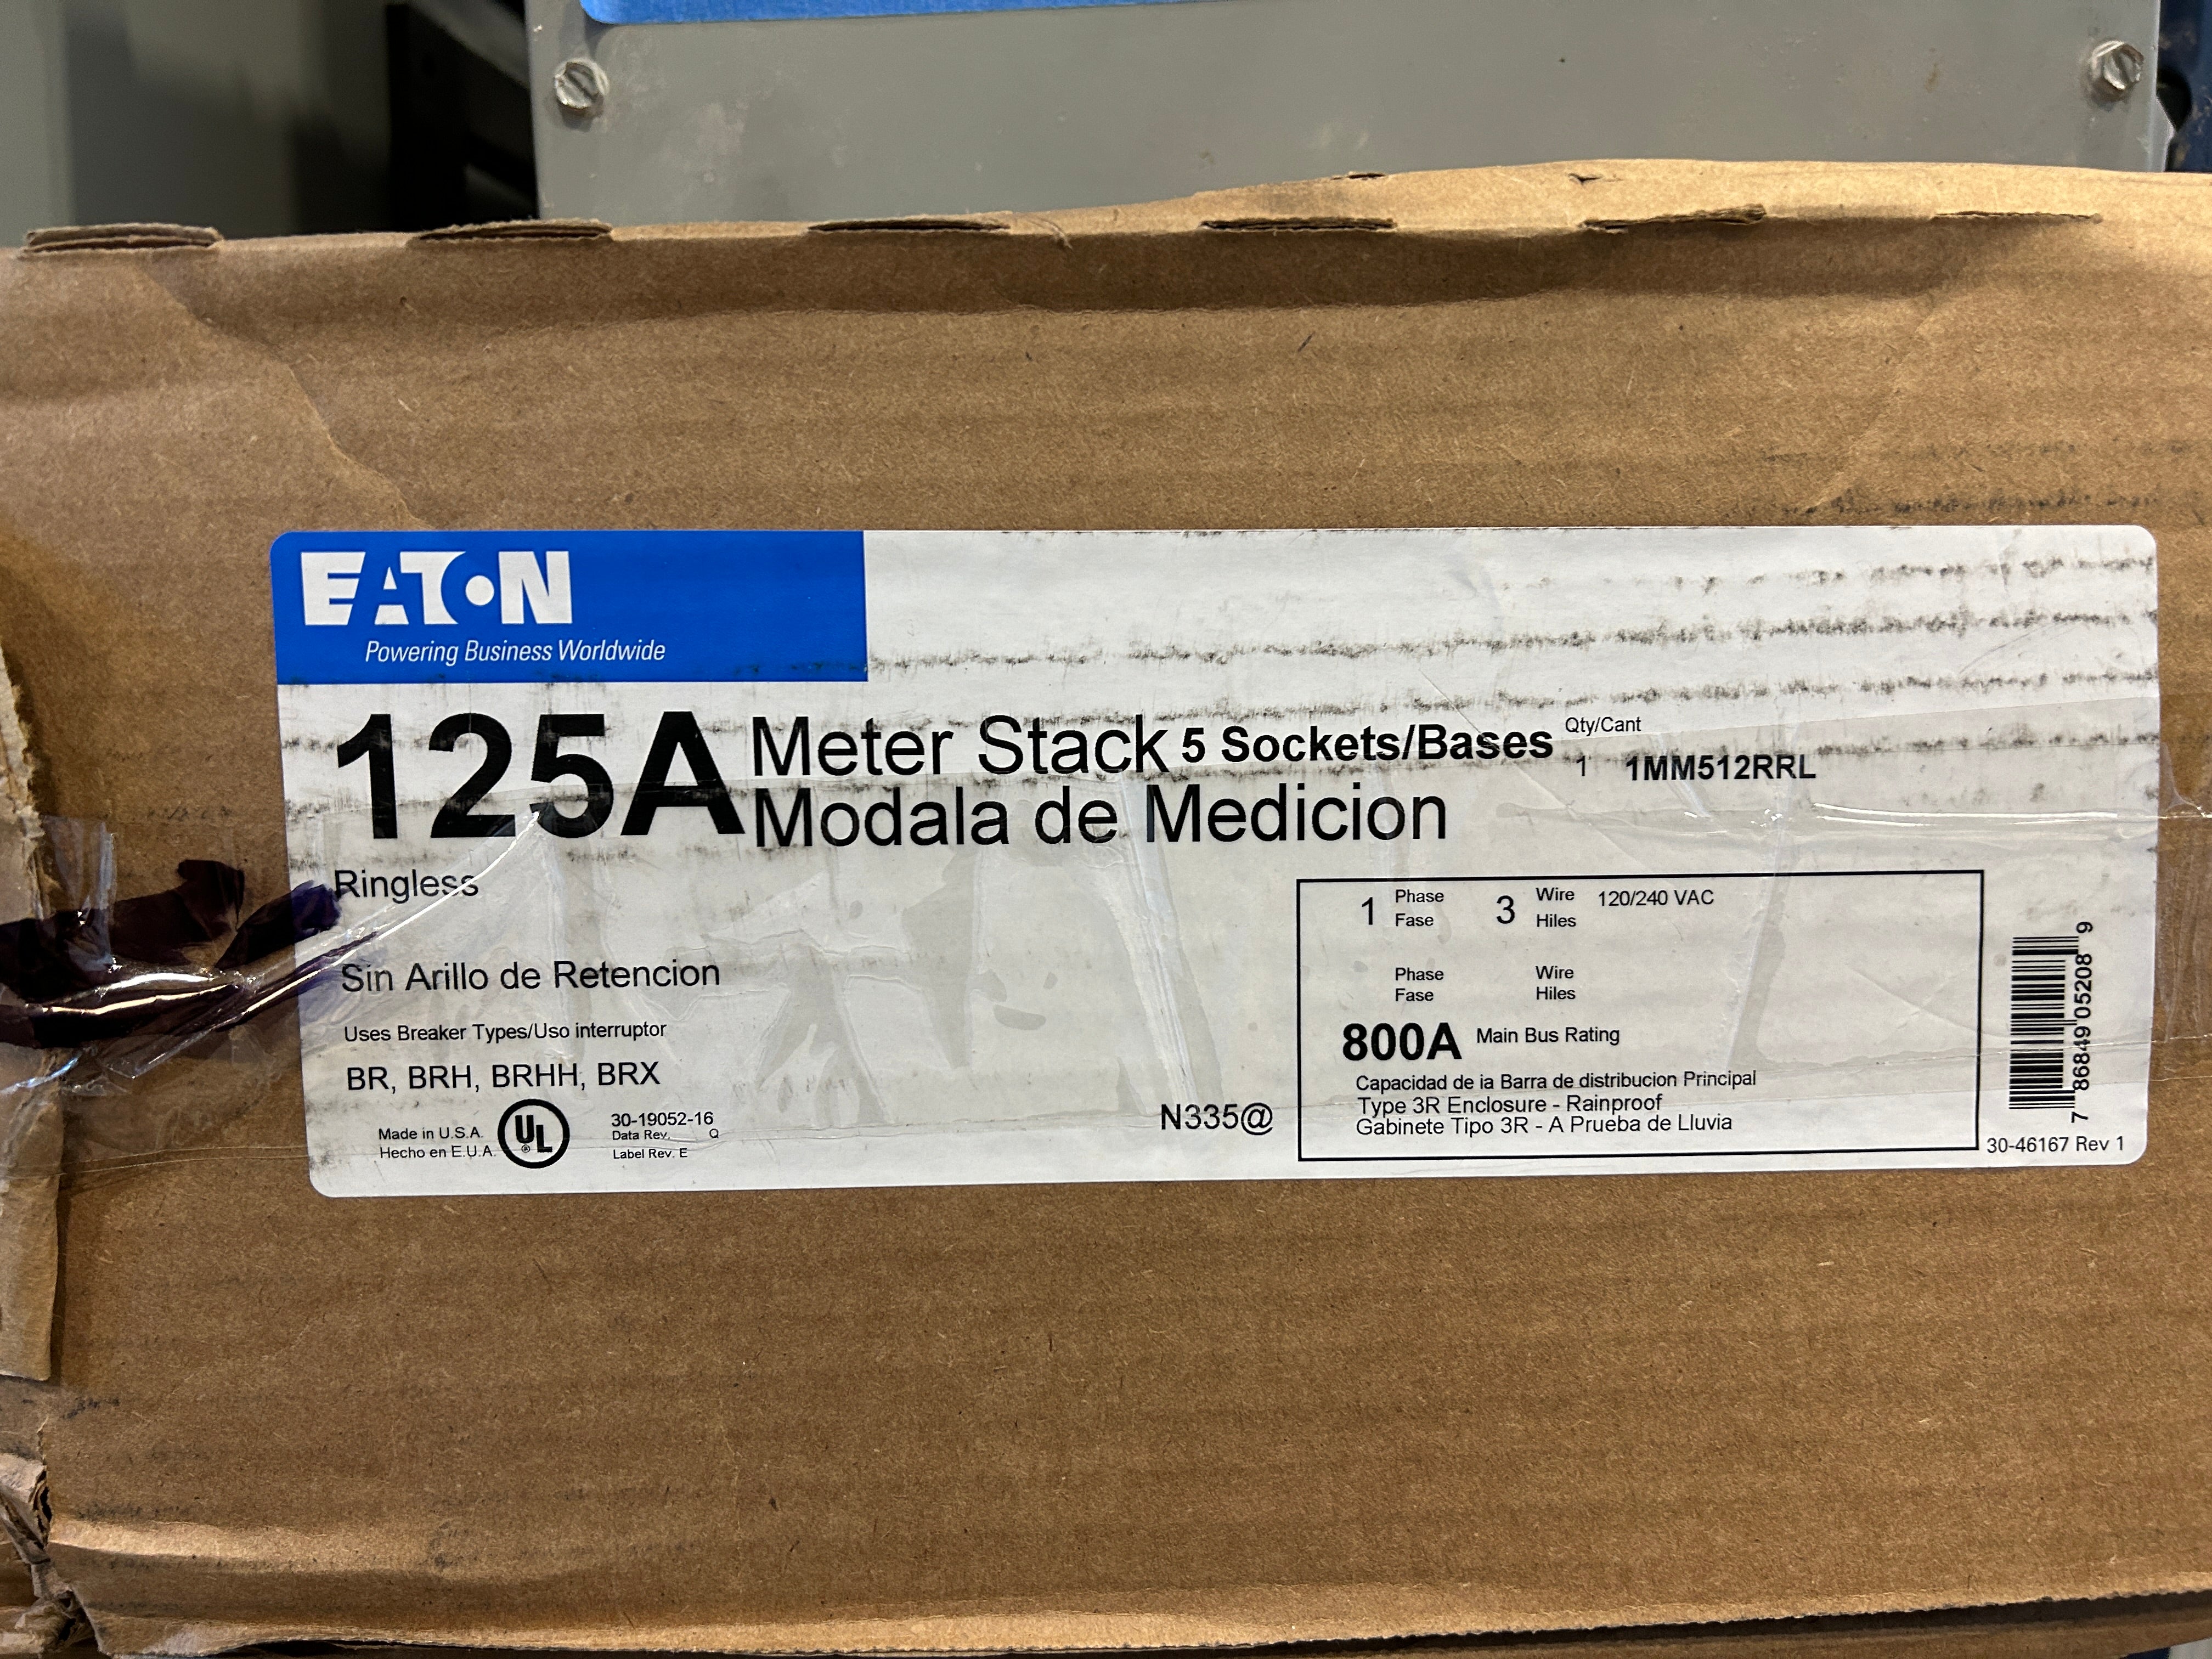 EATON
Powering Business Worldwide
125A Meter Stack 5 Sockets/Bases
Modala de Medicion
Qty/Cant
1 1MM512RRL
Ringless
Sin Arillo de Retencion
Uses Breaker Types/Uso interruptor
BR, BRH, BRHH, BRX
Made in U.S.A.
Hecho en E.U.A.
UL
®
30-19052-16
Data Rev. Q
Label Rev. E
N335@
1 Phase 3 Wire 120/240 VAC
Fase Hiles
Phase Wire
Fase Hiles
800A Main Bus Rating
Capacidad de ia Barra de distribucion Principal
Type 3R Enclosure - Rainproof
Gabinete Tipo 3R - A Prueba de Lluvia
7 86849 05208 9
30-46167 Rev 1